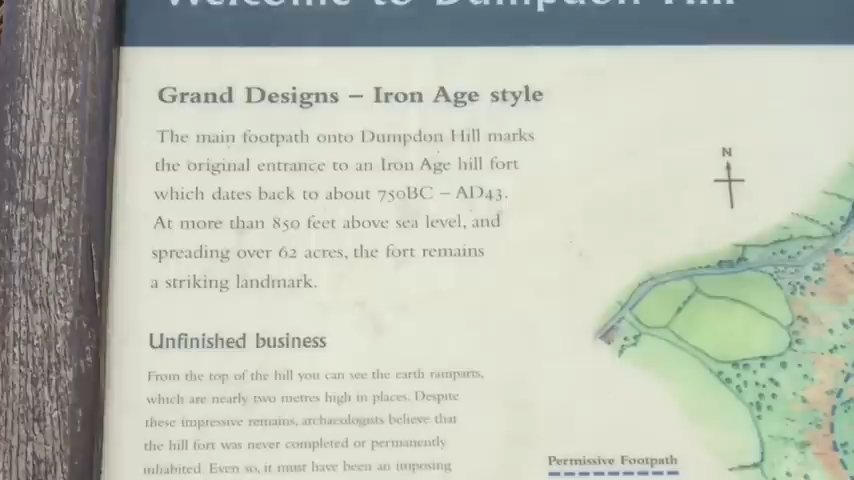 Welcome to Dumpdon Hill
Grand Designs – Iron Age style
The main footpath onto Dumpdon Hill marks
the original entrance to an Iron Age hill fort
which dates back to about 750BC – AD43.
At more than 850 feet above sea level, and
spreading over 62 acres, the fort remains
a striking landmark.
Unfinished business
From the top of the hill you can see the earth ramparts,
which are nearly two metres high in places. Despite
these impressive remains, archaeologists believe that
the hill fort was never completed or permanently
inhabited. Even so, it must have been an imposing
N
Permissive Footpath